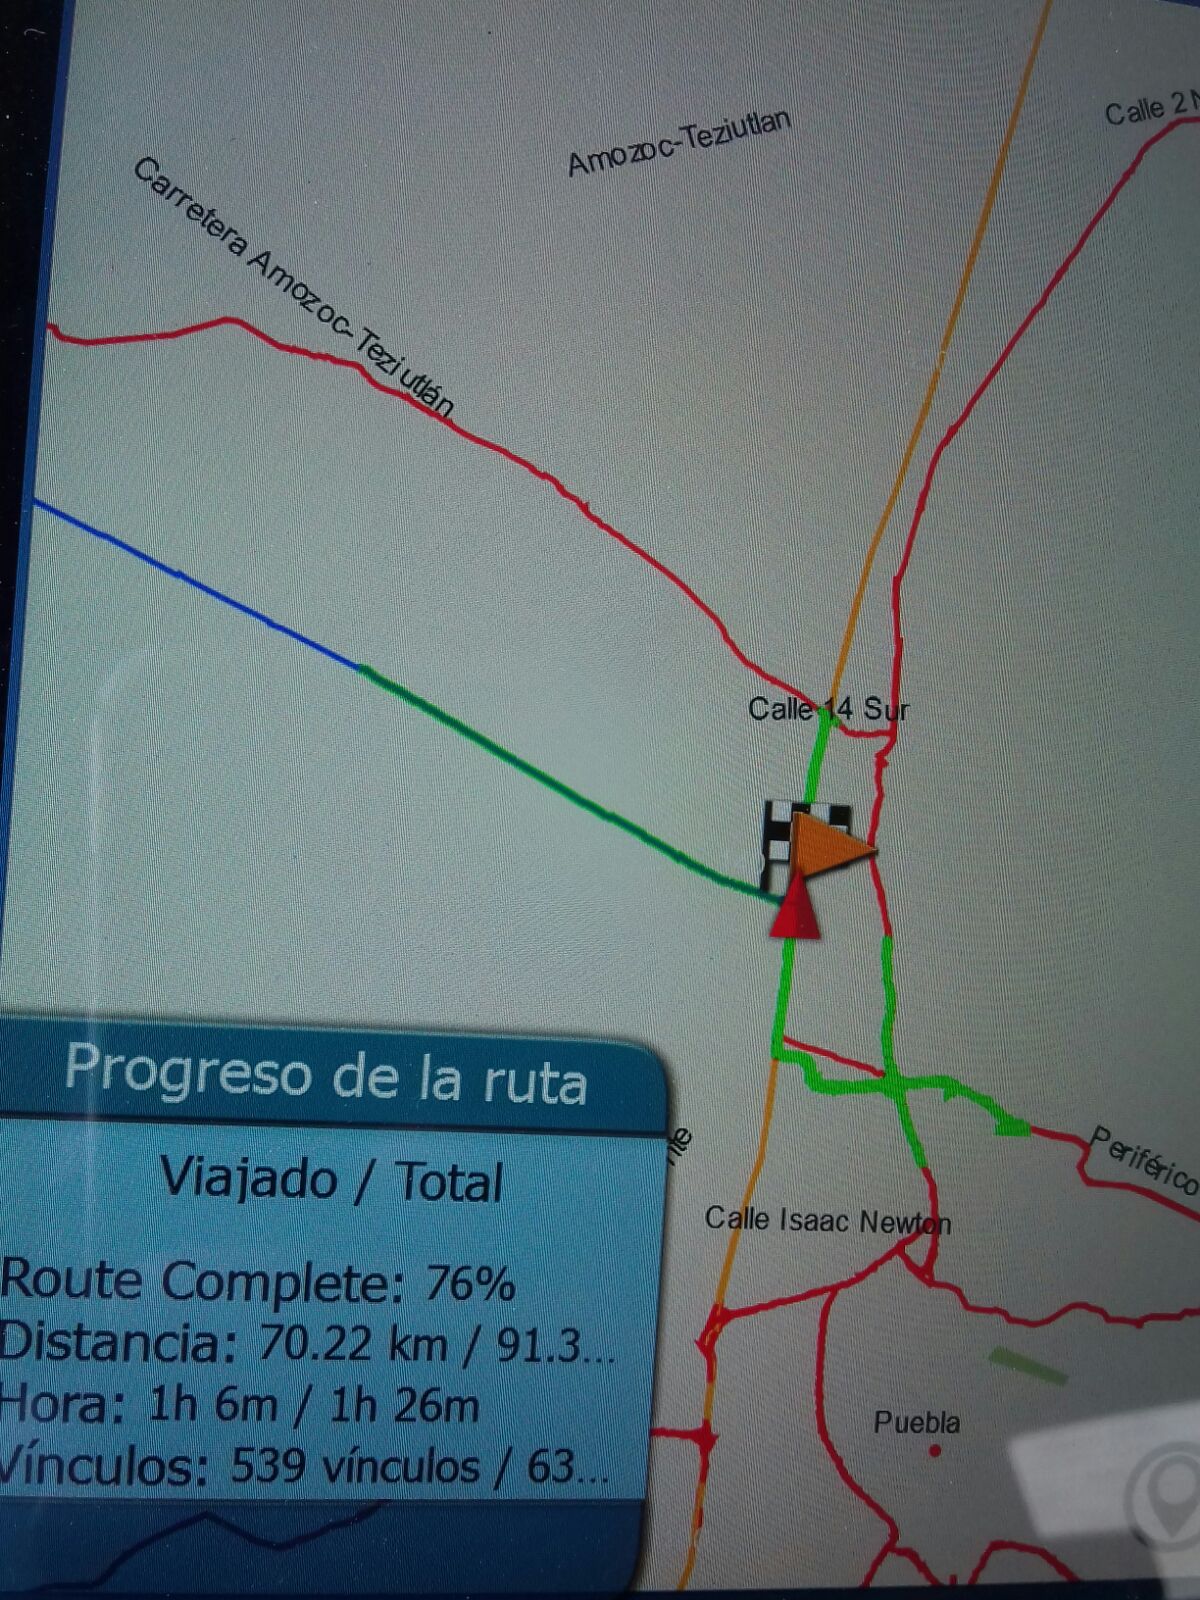 Calle 2 N
Amozoc-Teziutlan
Carretera Amozoc-Teziutlán
Calle 14 Sur
Progreso de la ruta
Periférico
Viajado / Total
Calle Isaac Newton
Route Complete: 76%
Distancia: 70.22 km / 91.3...
Hora: 1h 6m / 1h 26m
Puebla
Vínculos: 539 vínculos / 63...